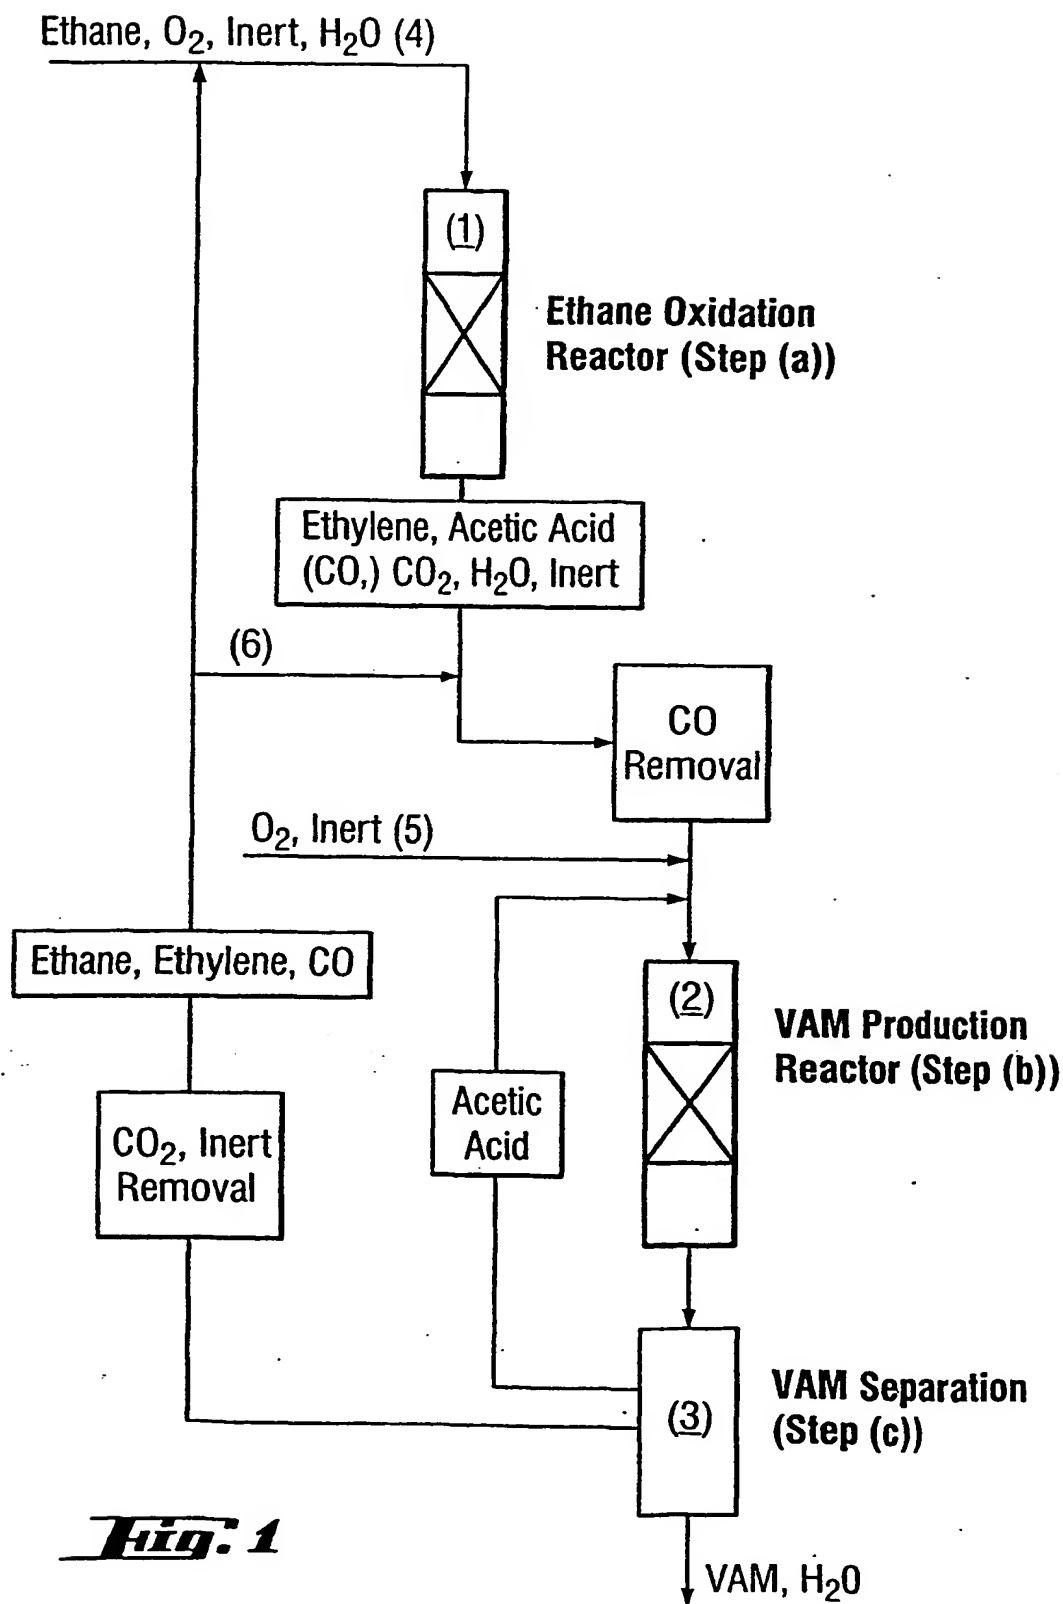 Ethane, O₂, Inert, H₂O (4)
(1)
Ethane Oxidation
Reactor (Step (a))
Ethylene, Acetic Acid
(CO,) CO₂, H₂O, Inert
(6)
CO
Removal
O₂, Inert (5)
Ethane, Ethylene, CO
(2)
VAM Production
Reactor (Step (b))
Acetic
Acid
CO₂, Inert
Removal
VAM Separation
(Step (c))
(3)
Fig. 1
VAM, H₂O